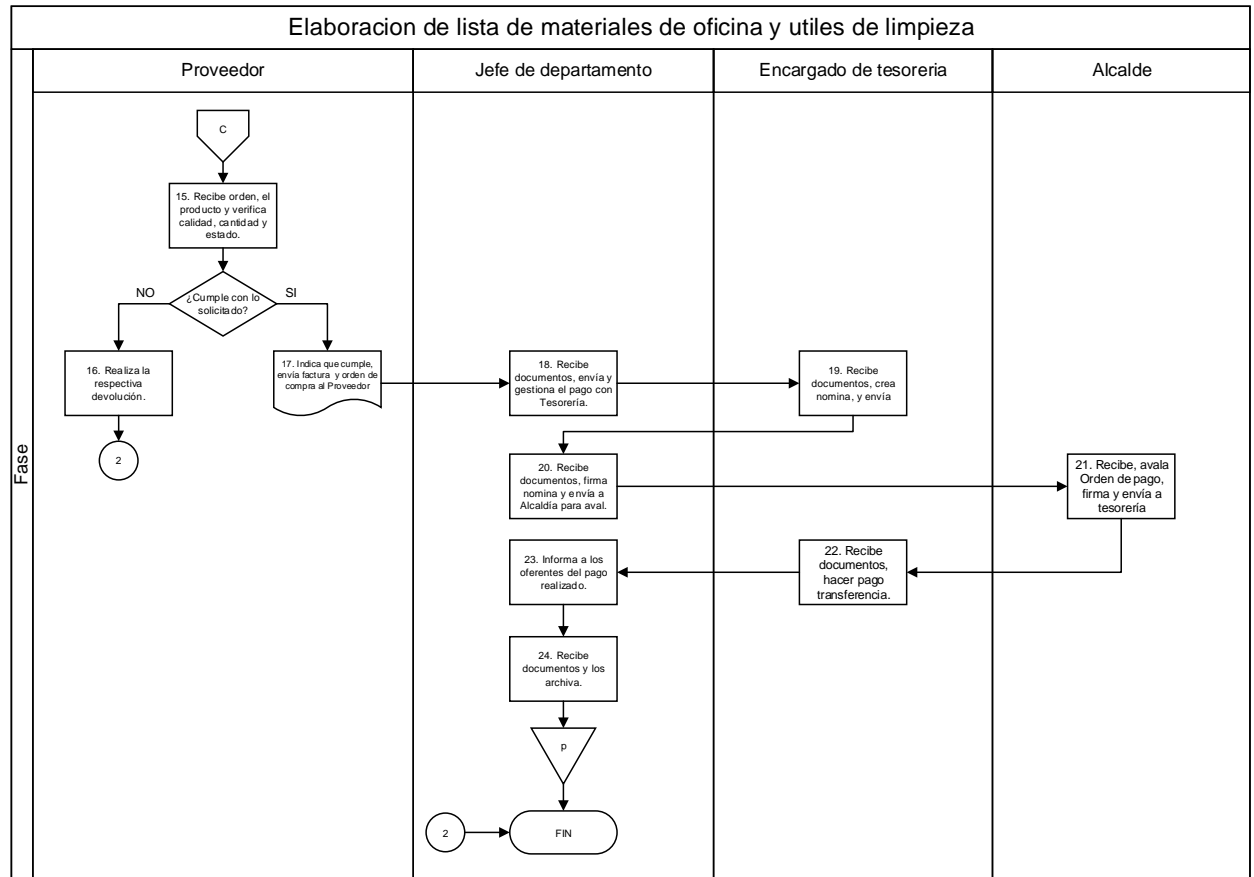 Elaboracion de lista de materiales de oficina y utiles de limpieza
Fase
Proveedor
Jefe de departamento
Encargado de tesoreria
Alcalde
C
15. Recibe orden, el
producto y verifica
calidad, cantidad y
estado.
¿Cumple con lo
solicitado?
NO
SI
16. Realiza la
respectiva
devolución.
2
17. Indica que cumple,
envía factura y orden de
compra al Proveedor
18. Recibe
documentos, envía y
gestiona el pago con
Tesorería.
19. Recibe
documentos, crea
nomina, y envía
20. Recibe
documentos, firma
nomina y envía a
Alcaldía para aval.
21. Recibe, avala
Orden de pago,
firma y envía a
tesorería
22. Recibe
documentos,
hacer pago
transferencia.
23. Informa a los
oferentes del pago
realizado.
24. Recibe
documentos y los
archiva.
p
2
FIN